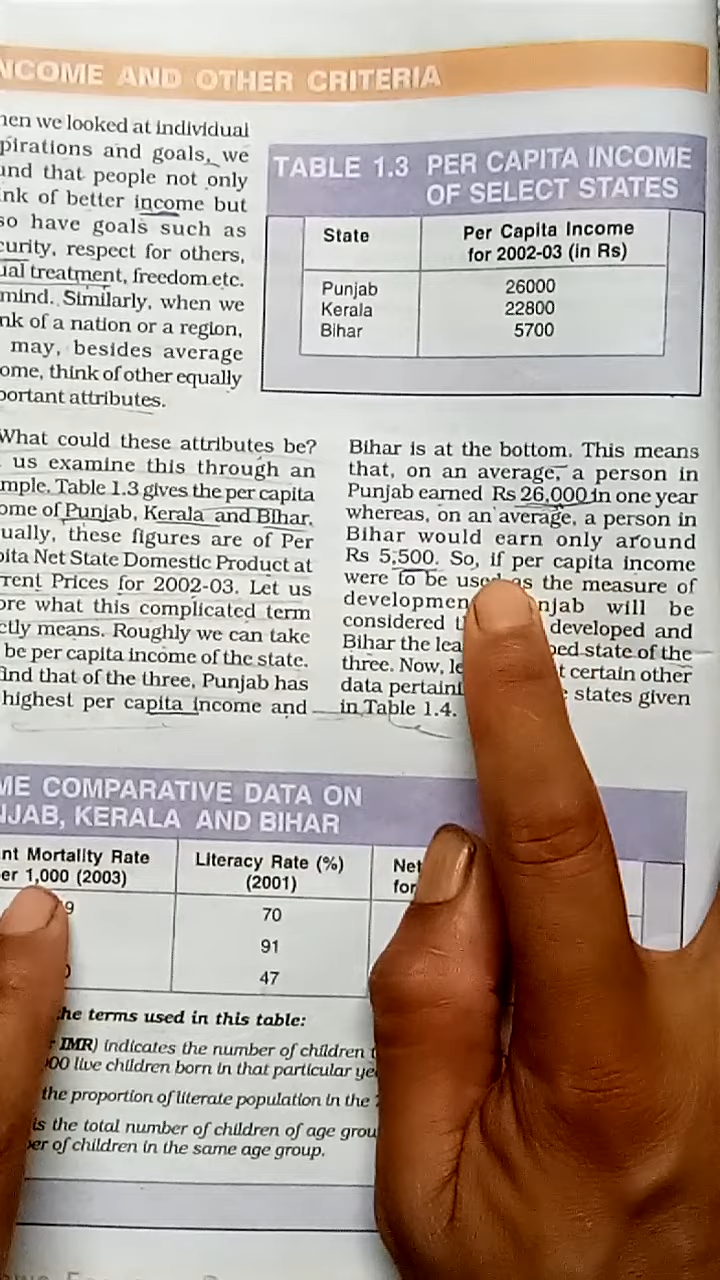 NCOME AND OTHER CRITERIA
hen we looked at individual
pirations and goals, we
und that people not only
nk of better income but
so have goals such as
curity, respect for others,
ual treatment, freedom etc.
mind. Similarly, when we
nk of a nation or a region,
may, besides average
ome, think of other equally
portant attributes.
TABLE 1.3 PER CAPITA INCOME
OF SELECT STATES
State Per Capita Income
for 2002-03 (in Rs)
Punjab 26000
Kerala 22800
Bihar 5700
What could these attributes be?
us examine this through an
mple. Table 1.3 gives the per capita
ome of Punjab, Kerala and Bihar.
ually, these figures are of Per
pita Net State Domestic Product at
rent Prices for 2002-03. Let us
ore what this complicated term
ctly means. Roughly we can take
be per capita income of the state.
find that of the three, Punjab has
highest per capita income and
Bihar is at the bottom. This means
that, on an average, a person in
Punjab earned Rs 26,000 in one year
whereas, on an average, a person in
Bihar would earn only around
Rs 5,500. So, if per capita income
were to be used as the measure of
developmen njab will be
considered developed and
Bihar the lea ped state of the
three. Now, le t certain other
data pertaini states given
in Table 1.4.
ME COMPARATIVE DATA ON
NJAB, KERALA AND BIHAR
nt Mortality Rate
er 1,000 (2003)
Literacy Rate (%)
(2001)
Net
for
9 70
91
47
he terms used in this table:
IMR) indicates the number of children
00 live children born in that particular ye
the proportion of literate population in the
is the total number of children of age grou
er of children in the same age group.